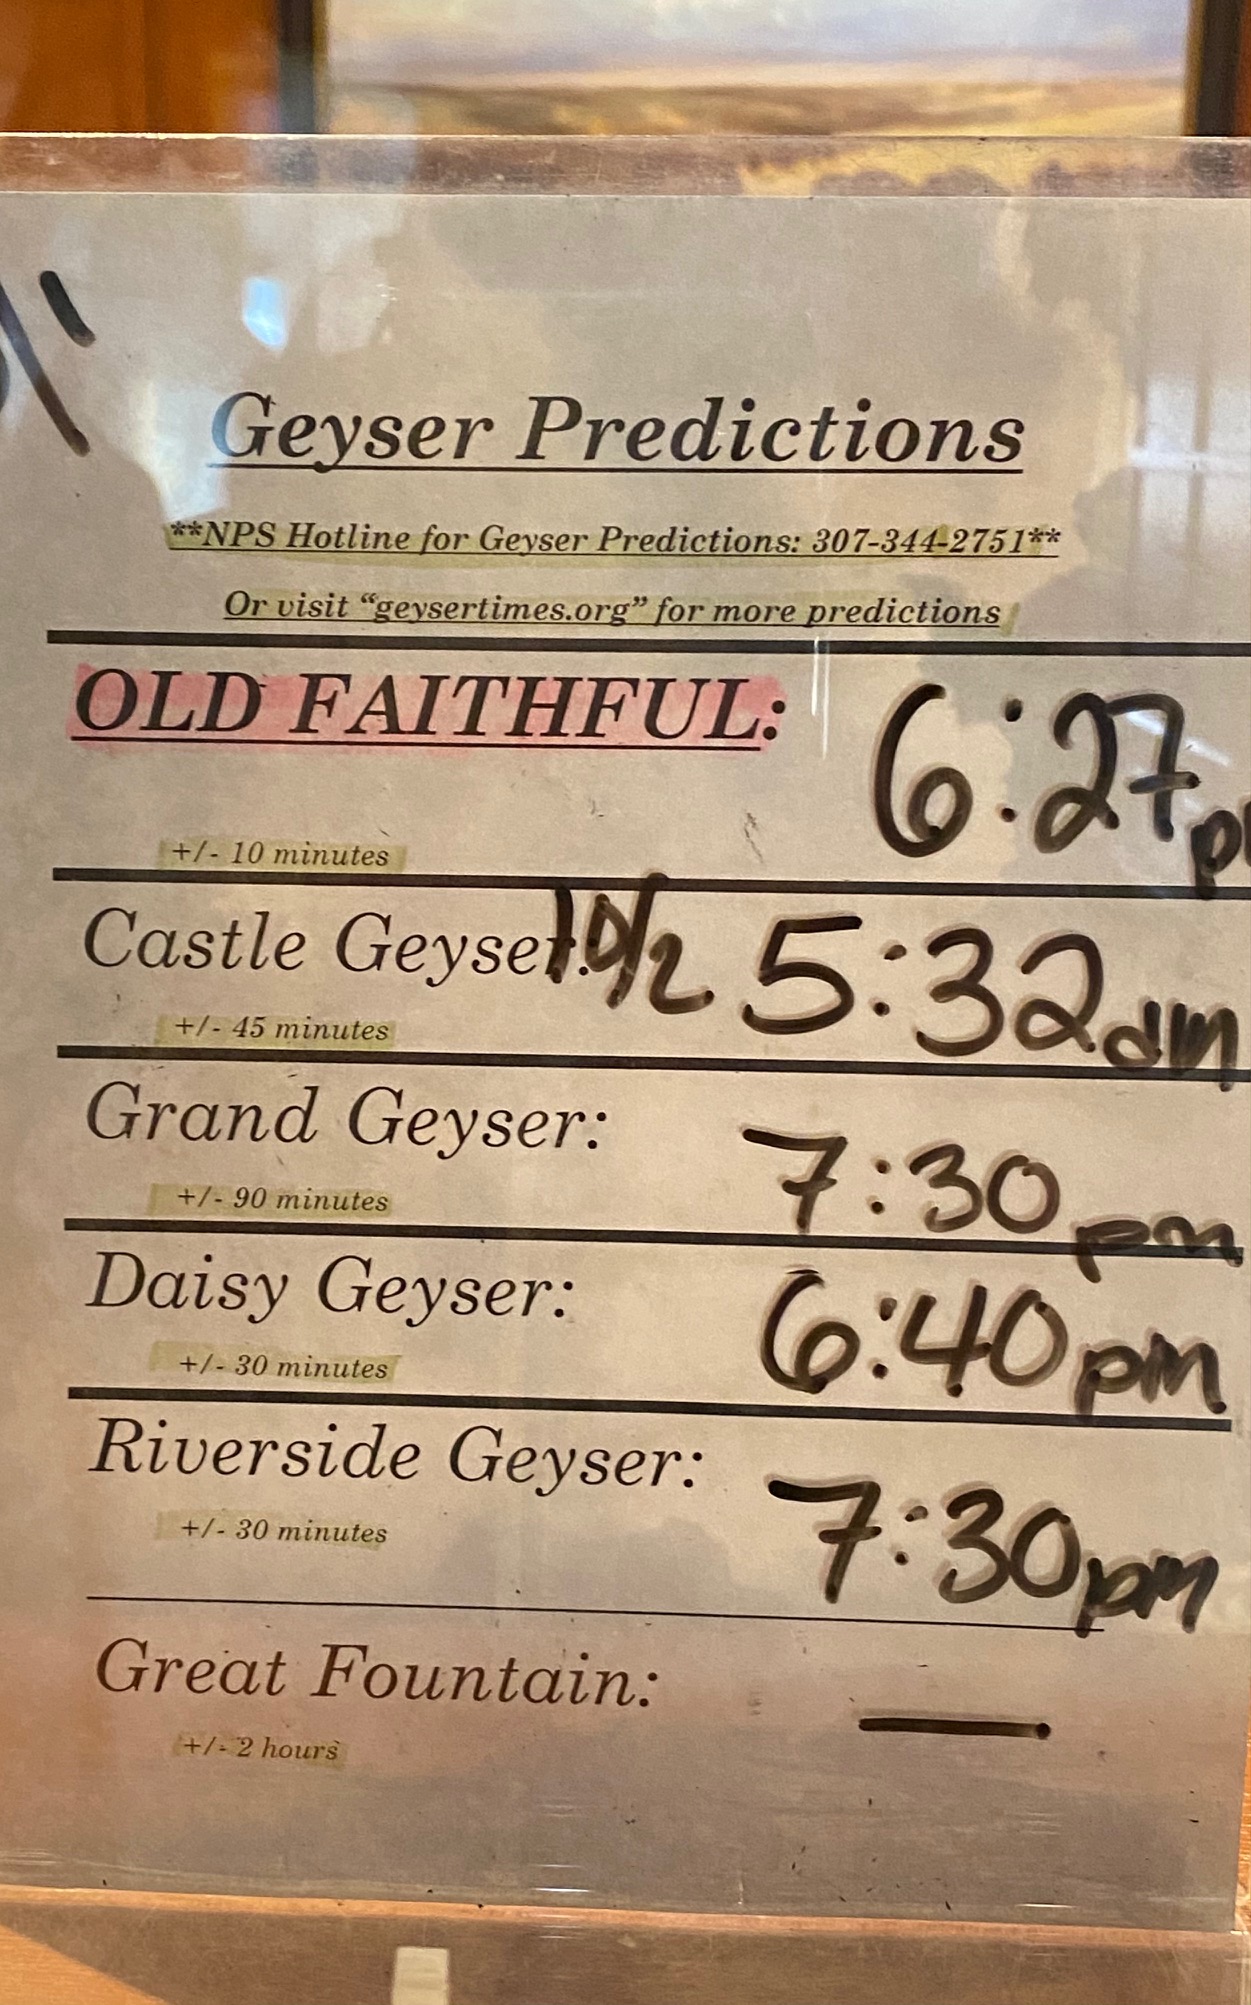 Geyser Predictions
**NPS Hotline for Geyser Predictions: 307-344-2751**
Or visit “geysertimes.org” for more predictions
OLD FAITHFUL: 6:27
+/- 10 minutes
Castle Geyser: 10/2 5:32am
+/- 45 minutes
Grand Geyser: 7:30 pm
+/- 90 minutes
Daisy Geyser: 6:40pm
+/- 30 minutes
Riverside Geyser: 7:30pm
+/- 30 minutes
Great Fountain: —
+/- 2 hours